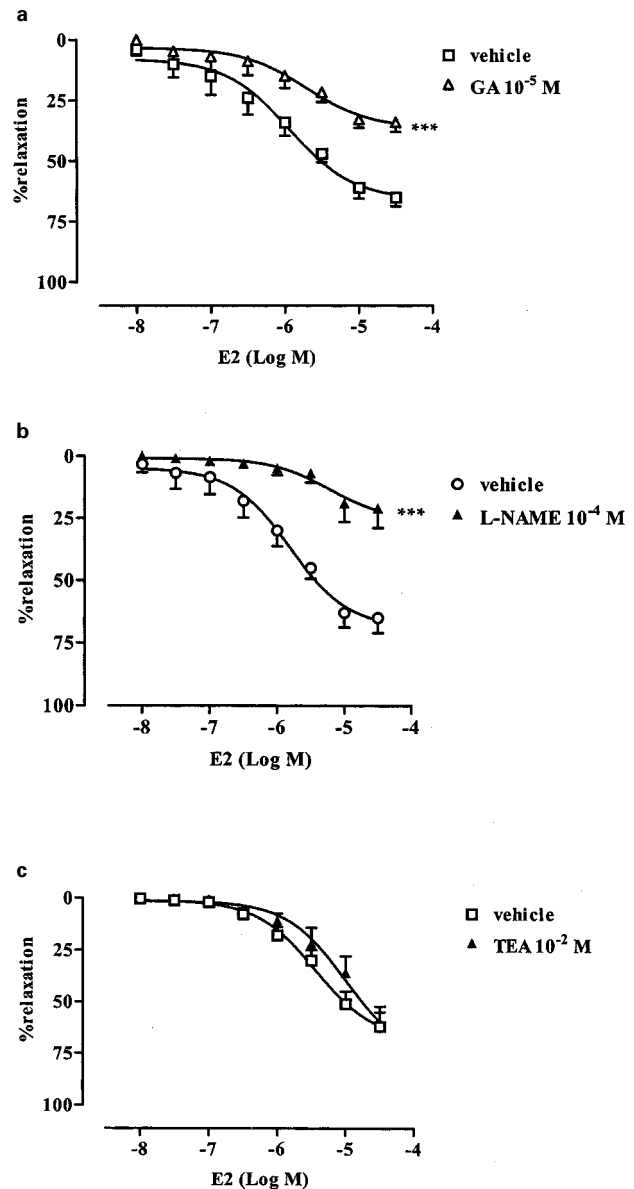 a
0
25
50
75
100
%relaxation
-8 -7 -6 -5 -4
E2 (Log M)
vehicle
GA 10⁻⁵ M
***
b
0
25
50
75
100
%relaxation
-8 -7 -6 -5 -4
E2 (Log M)
vehicle
L-NAME 10⁻⁴ M
***
c
0
25
50
75
100
%relaxation
-8 -7 -6 -5 -4
E2 (Log M)
vehicle
TEA 10⁻² M